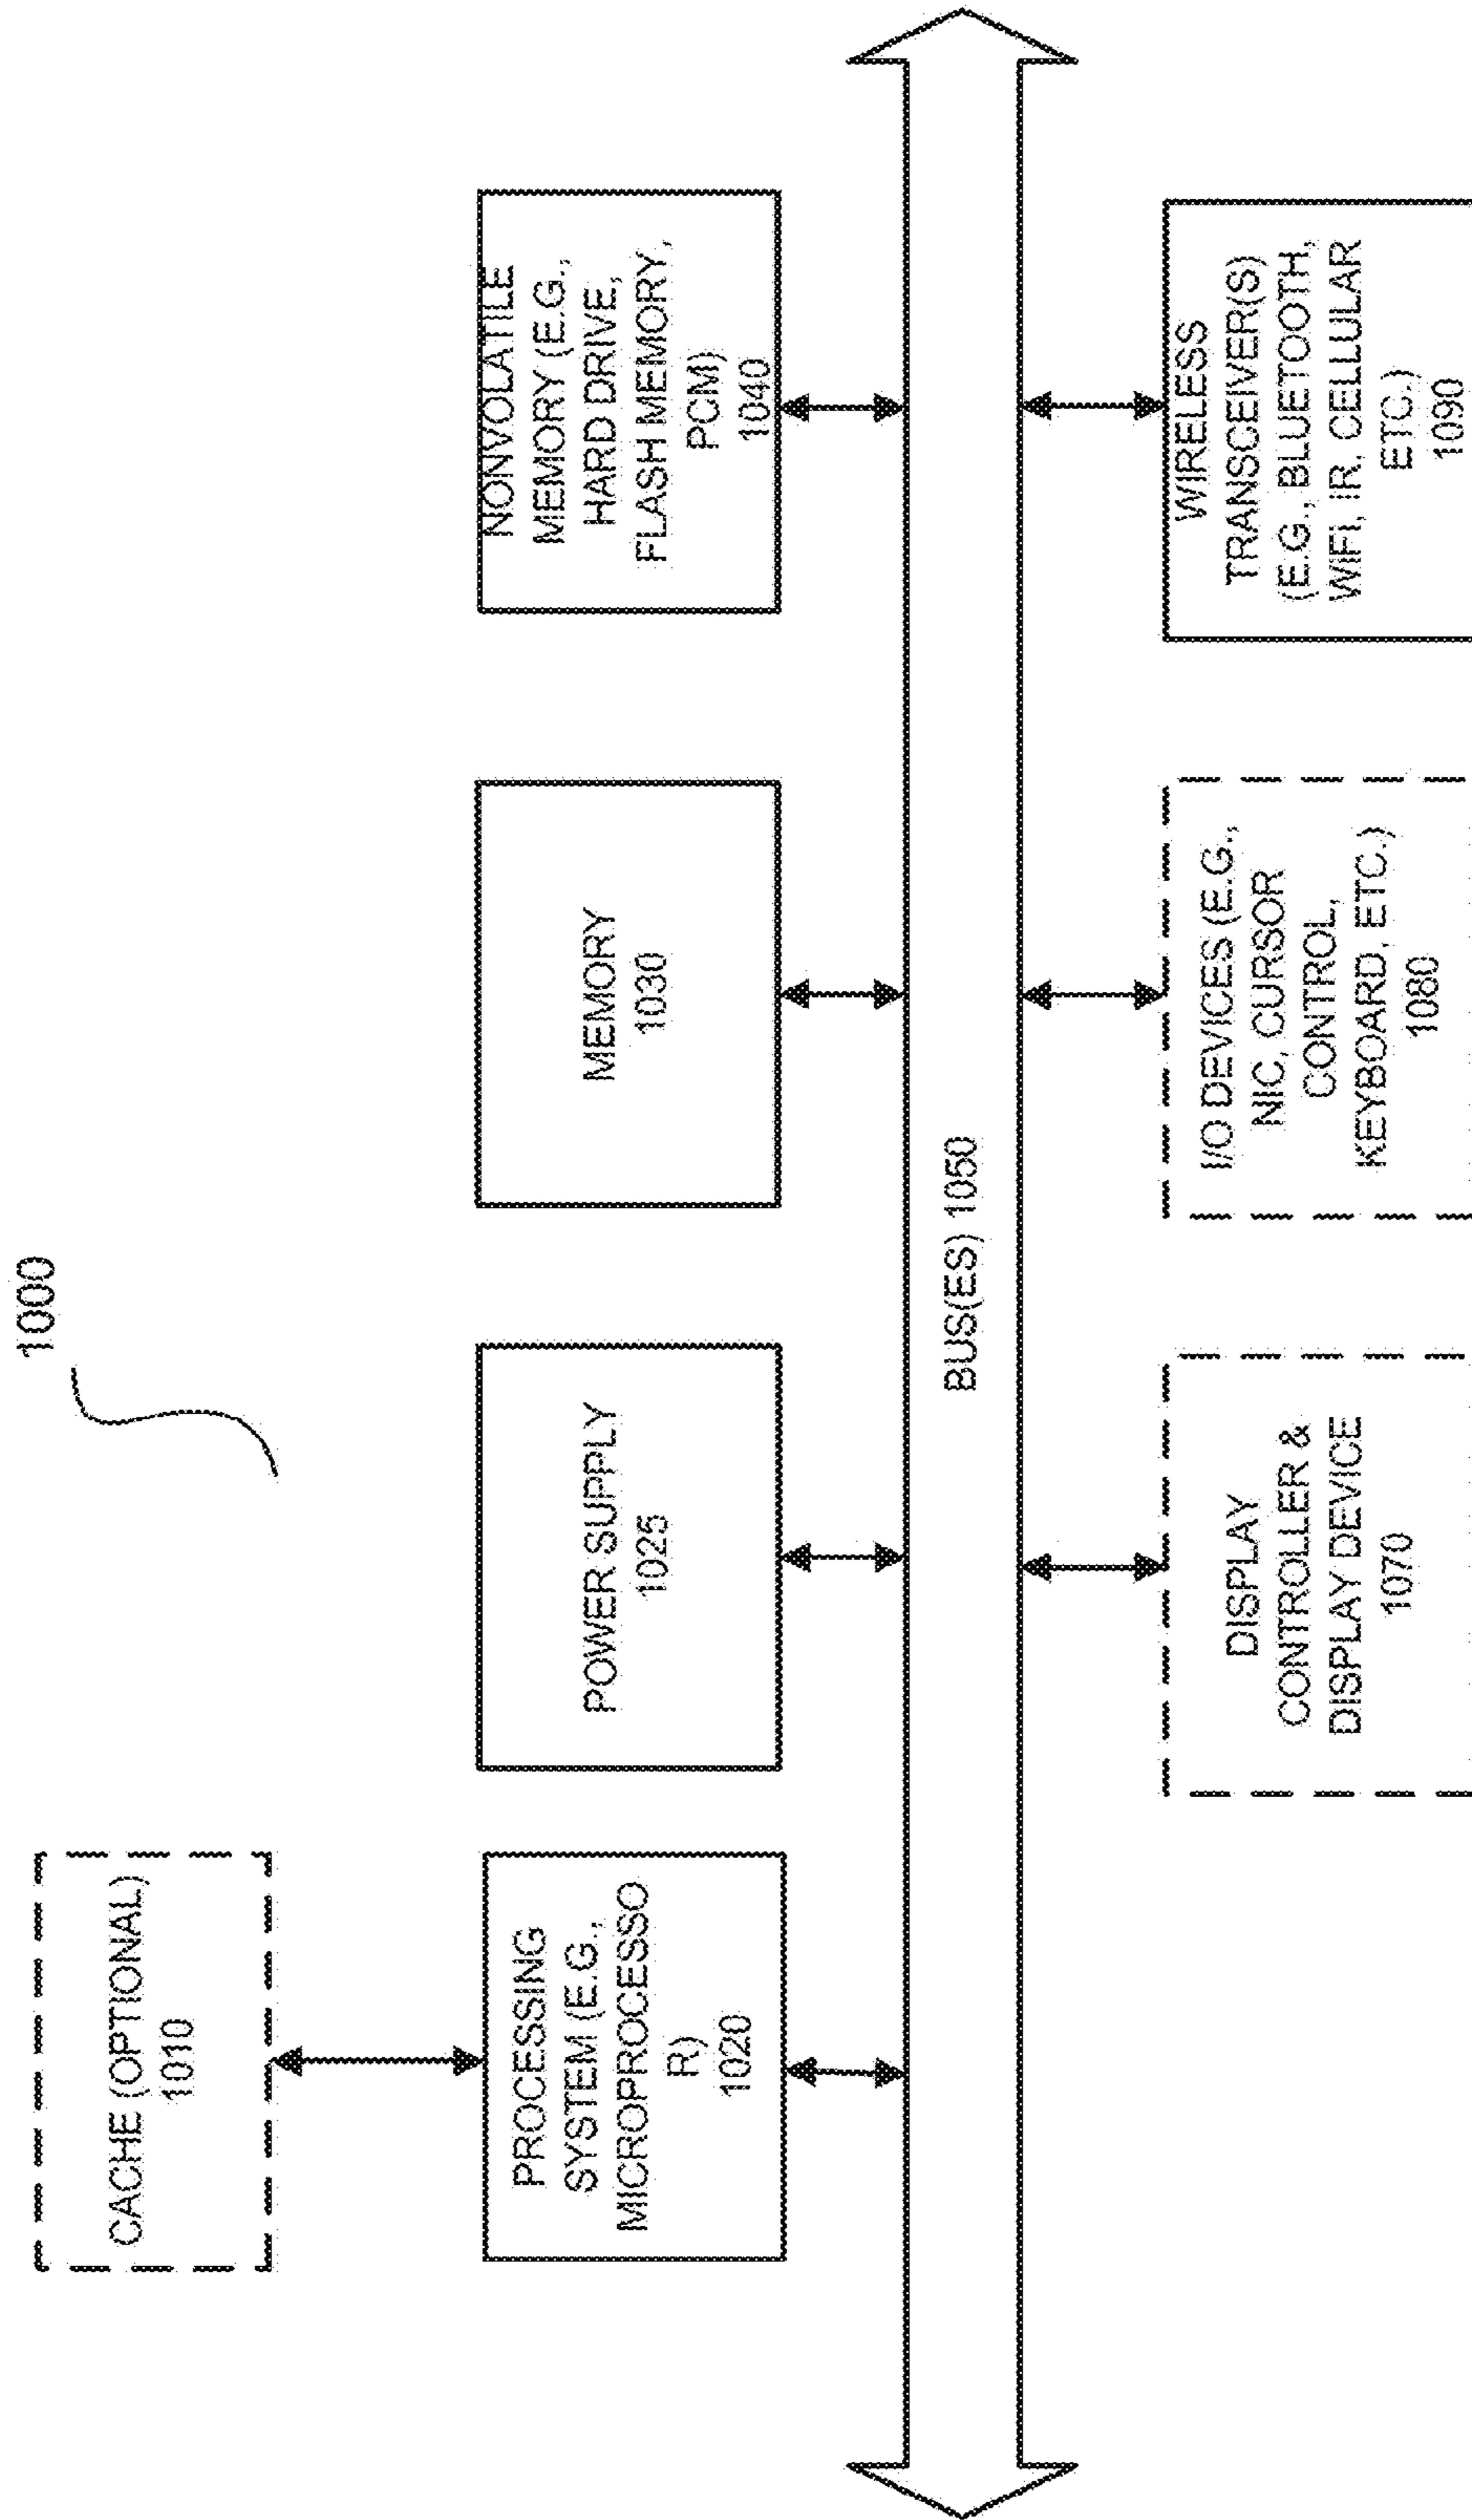 1000
CACHE (OPTIONAL)
1010
PROCESSING
SYSTEM (E.G.,
MICROPROCESSO
R)
1020
POWER SUPPLY
1025
MEMORY
1030
NONVOLATILE
MEMORY (E.G.,
HARD DRIVE,
FLASH MEMORY,
PCM)
1040
BUS(ES) 1050
DISPLAY
CONTROLLER &
DISPLAY DEVICE
1070
I/O DEVICES (E.G.,
NIC, CURSOR
CONTROL,
KEYBOARD, ETC.)
1080
WIRELESS
TRANSCEIVER(S)
(E.G., BLUETOOTH,
WIFI, IR, CELLULAR
ETC.)
1090